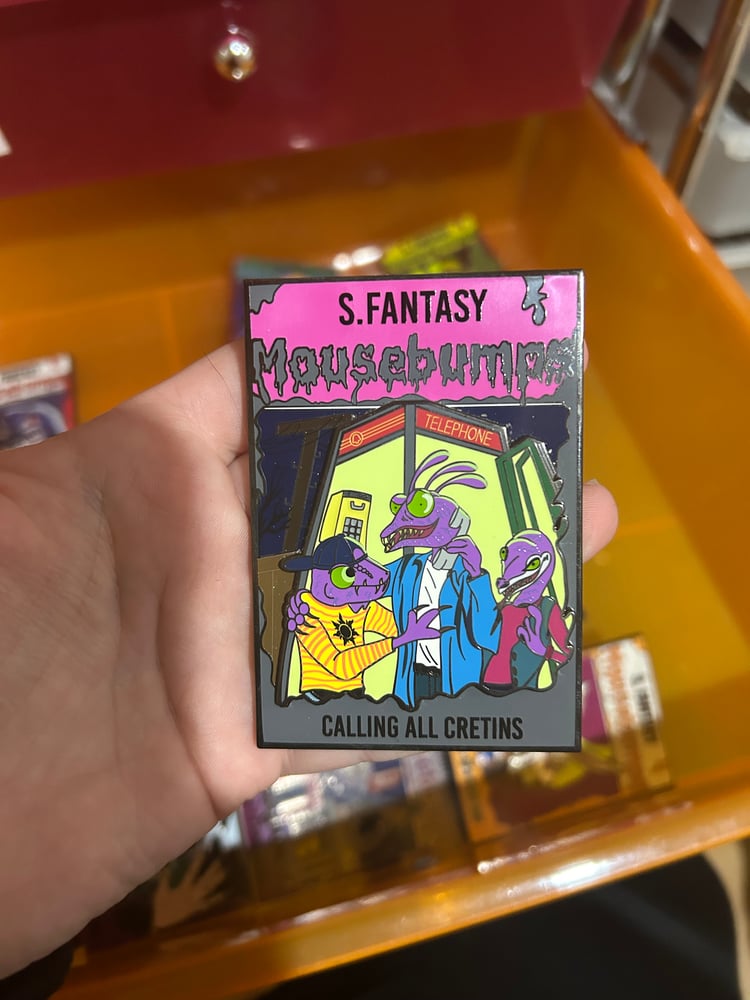 S.FANTASY
Mousebumps
TELEPHONE
CALLING ALL CRETINS